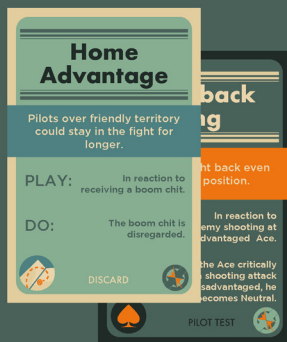 Home
Advantage
Pilots over friendly territory
could stay in the fight for
longer.
PLAY:
In reaction to
receiving a boom chit.
DO:
The boom chit is
disregarded.
DISCARD
back
ng
ht back even
position.
In reaction to
emy shooting at
dvantaged Ace.
the Ace critically
shooting attack
sadvantaged, he
ecomes Neutral.
PILOT TEST